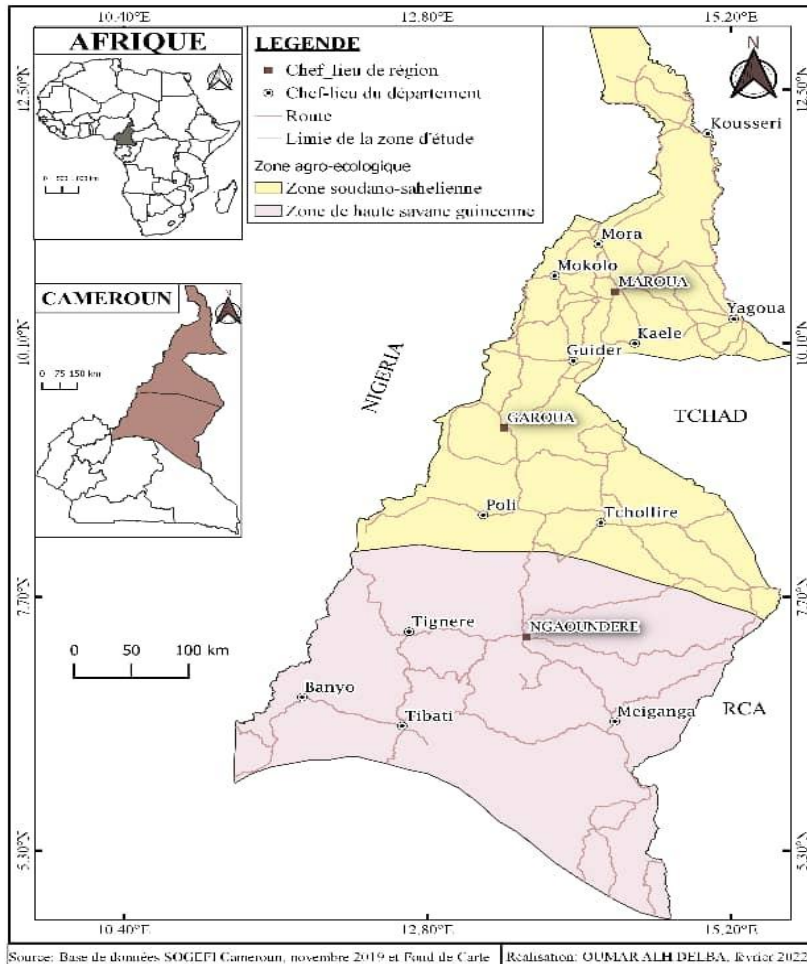 10.40°E 12.80°E 15.20°E
AFRIQUE
LEGENDE
Chef_lieu de région
Chef-lieu du département
Route
Limie de la zone d'étude
Zone agro-ecologique
Zone soudano-sahelienne
Zone de haute savane guineenne
N
12.50°N 12.50°N
Kousseri
Mora
Mokolo
MAROUA
CAMEROUN
N
0 75 150 km
Yagoua
Kaele
10.10°N 10.10°N
Guider
NIGERIA
GAROUA
TCHAD
Poli
Tchollire
7.70°N 7.70°N
Tignere
NGAOUNDERE
0 50 100 km
Banyo
Tibati
Meiganga
RCA
5.30°N 5.30°N
10.40°E 12.80°E 15.20°E
Source: Base de données SOGEFI Cameroun, novembre 2019 et Fond de Carte
Réalisation: OUMAR ALH DELBA, février 2022